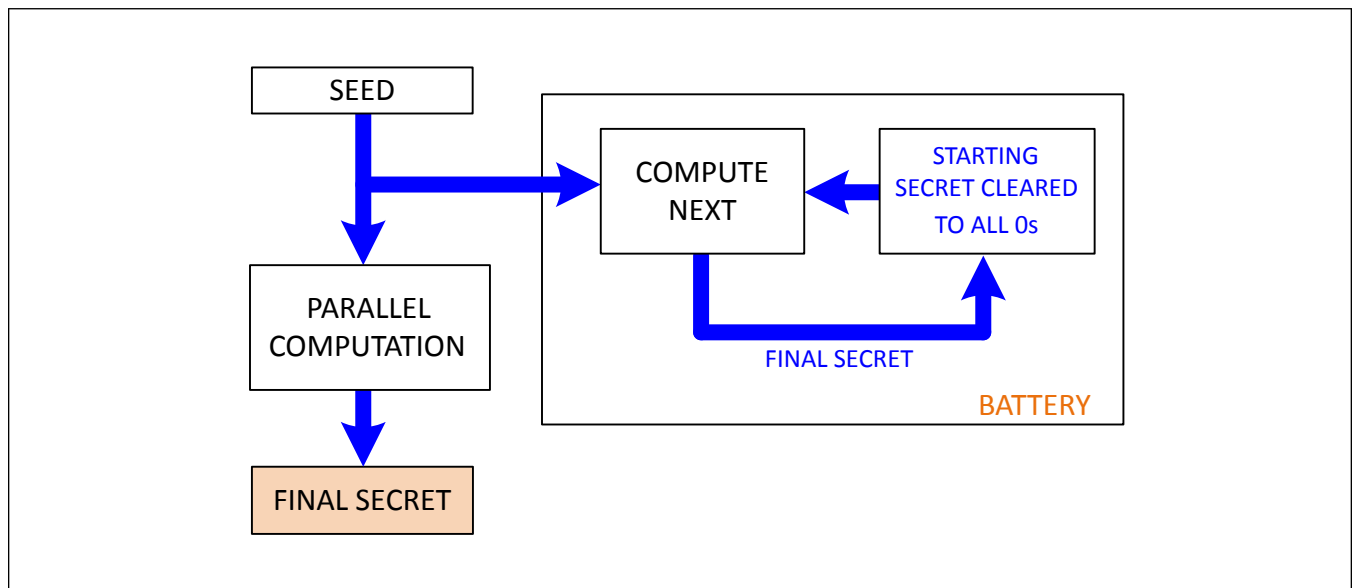 SEED
COMPUTE
NEXT
STARTING
SECRET CLEARED
TO ALL 0s
PARALLEL
COMPUTATION
FINAL SECRET
BATTERY
FINAL SECRET